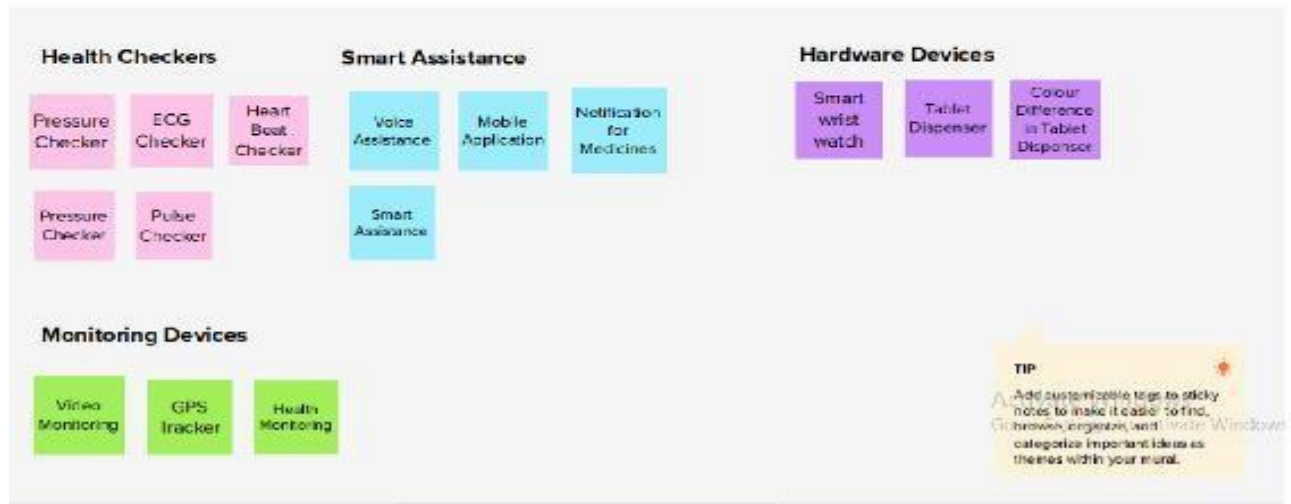 Health Checkers
Pressure
Checker
ECG
Checker
Heart
Beat
Checker
Pressure
Checker
Pulse
Checker
Smart Assistance
Voice
Assistance
Mobile
Application
Notification
for
Medicines
Smart
Assistance
Hardware Devices
Smart
wrist
watch
Tablet
Dispenser
Colour
Difference
in Tablet
Dispenser
Monitoring Devices
Video
Monitoring
GPS
Tracker
Health
Monitoring
TIP
Add customizable tags to sticky
notes to make it easier to find,
browse, organize, and
categorize important ideas as
themes within your mural.
Windows